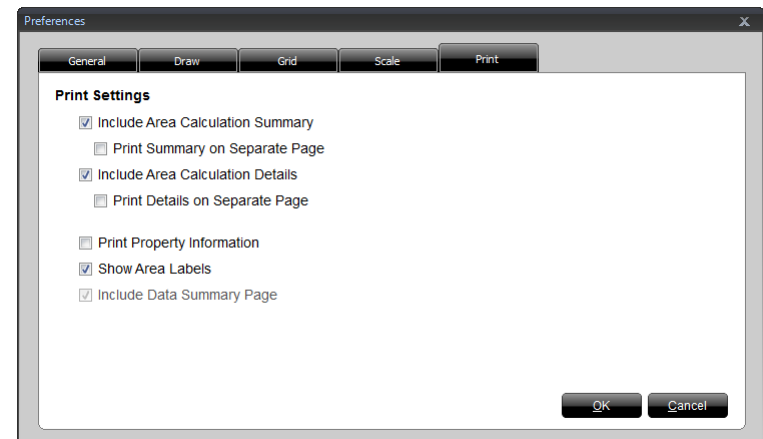 Preferences X
General Draw Grid Scale Print
Print Settings
Include Area Calculation Summary
Print Summary on Separate Page
Include Area Calculation Details
Print Details on Separate Page
Print Property Information
Show Area Labels
Include Data Summary Page
OK Cancel